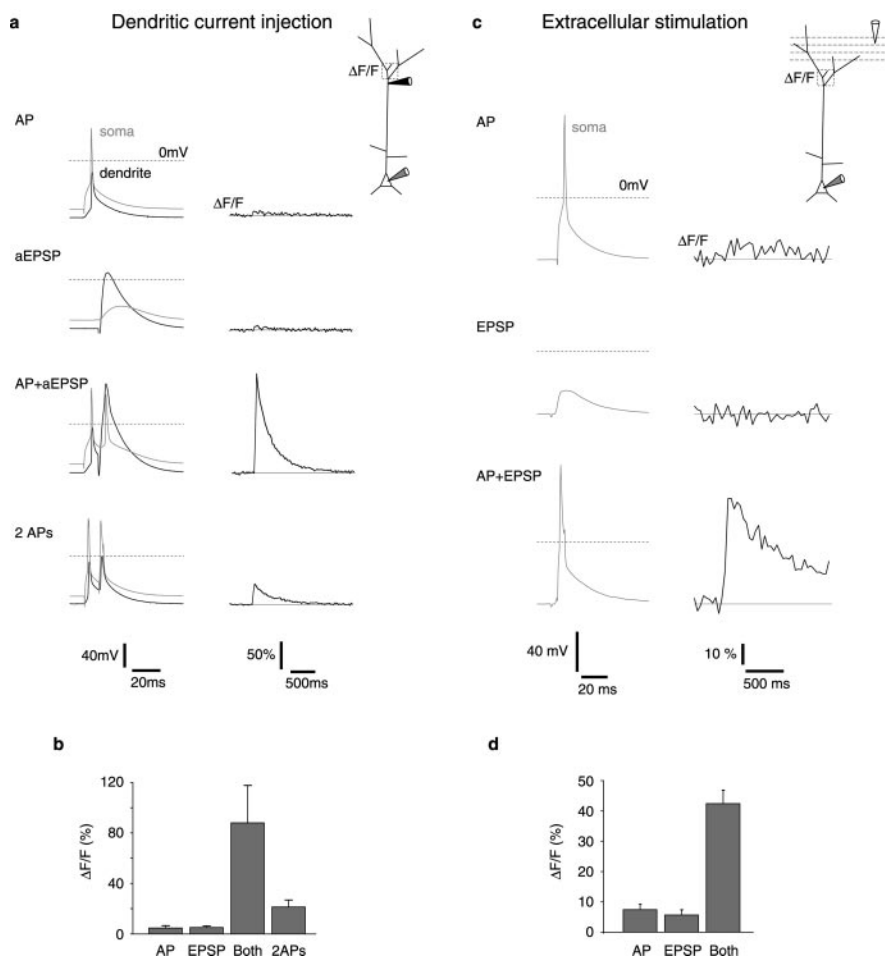 a
Dendritic current injection
ΔF/F
AP
soma
0mV
dendrite
ΔF/F
aEPSP
AP+aEPSP
2 APs
40mV
20ms
50%
500ms
c
Extracellular stimulation
ΔF/F
AP
soma
0mV
ΔF/F
EPSP
AP+EPSP
40 mV
20 ms
10 %
500 ms
b
ΔF/F (%)
120
80
40
0
AP EPSP Both 2APs
d
ΔF/F (%)
50
40
30
20
10
0
AP EPSP Both